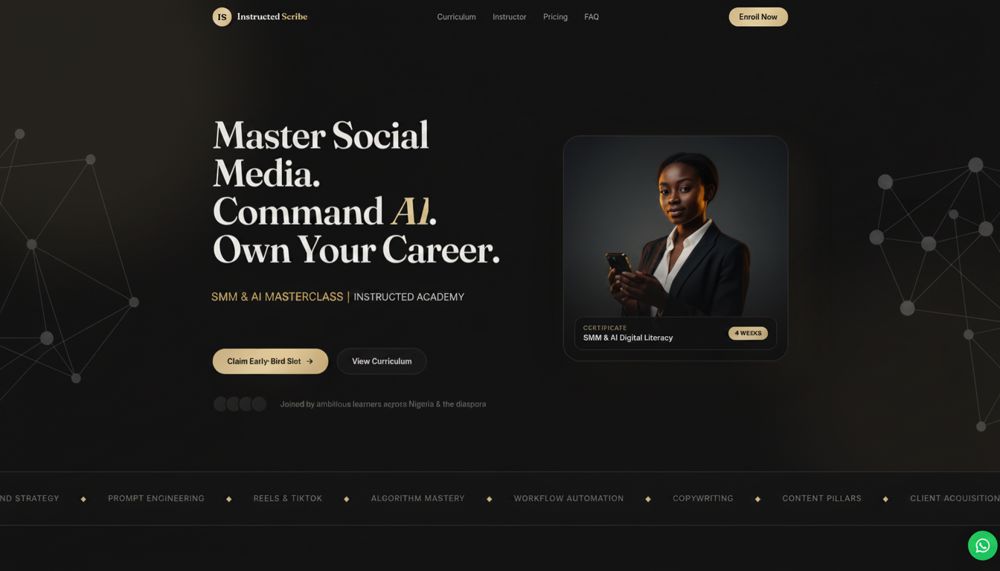 IS Instructed Scribe
Curriculum Instructor Pricing FAQ
Enroll Now
Master Social
Media.
Command AI.
Own Your Career.
SMM & AI MASTERCLASS | INSTRUCTED ACADEMY
Claim Early-Bird Slot →
View Curriculum
Joined by ambitious learners across Nigeria & the diaspora
CERTIFICATE
SMM & AI Digital Literacy
4 WEEKS
ND STRATEGY ◆ PROMPT ENGINEERING ◆ REELS & TIKTOK ◆ ALGORITHM MASTERY ◆ WORKFLOW AUTOMATION ◆ COPYWRITING ◆ CONTENT PILLARS ◆ CLIENT ACQUISITION